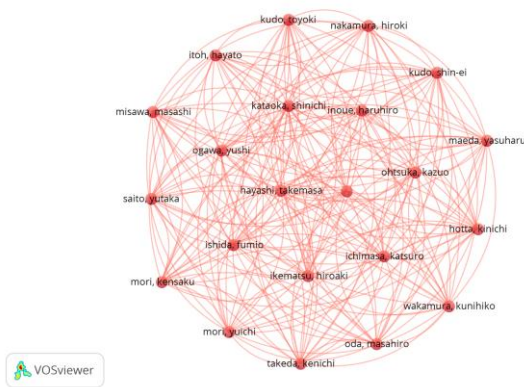 kudo, toyoki
nakamura, hiroki
itoh, hayato
kudo, shin-ei
kataoka, shinichi
inoue, haruhiro
misawa, masashi
maeda, yasuharu
ogawa, yushi
ohtsuka, kazuo
hayashi, takemasa
saito, yutaka
hotta, kinichi
ishida, fumio
ichimasa, katsuro
ikematsu, hiroaki
mori, kensaku
wakamura, kunihiko
mori, yuichi
oda, masahiro
takeda, kenichi
VOSviewer